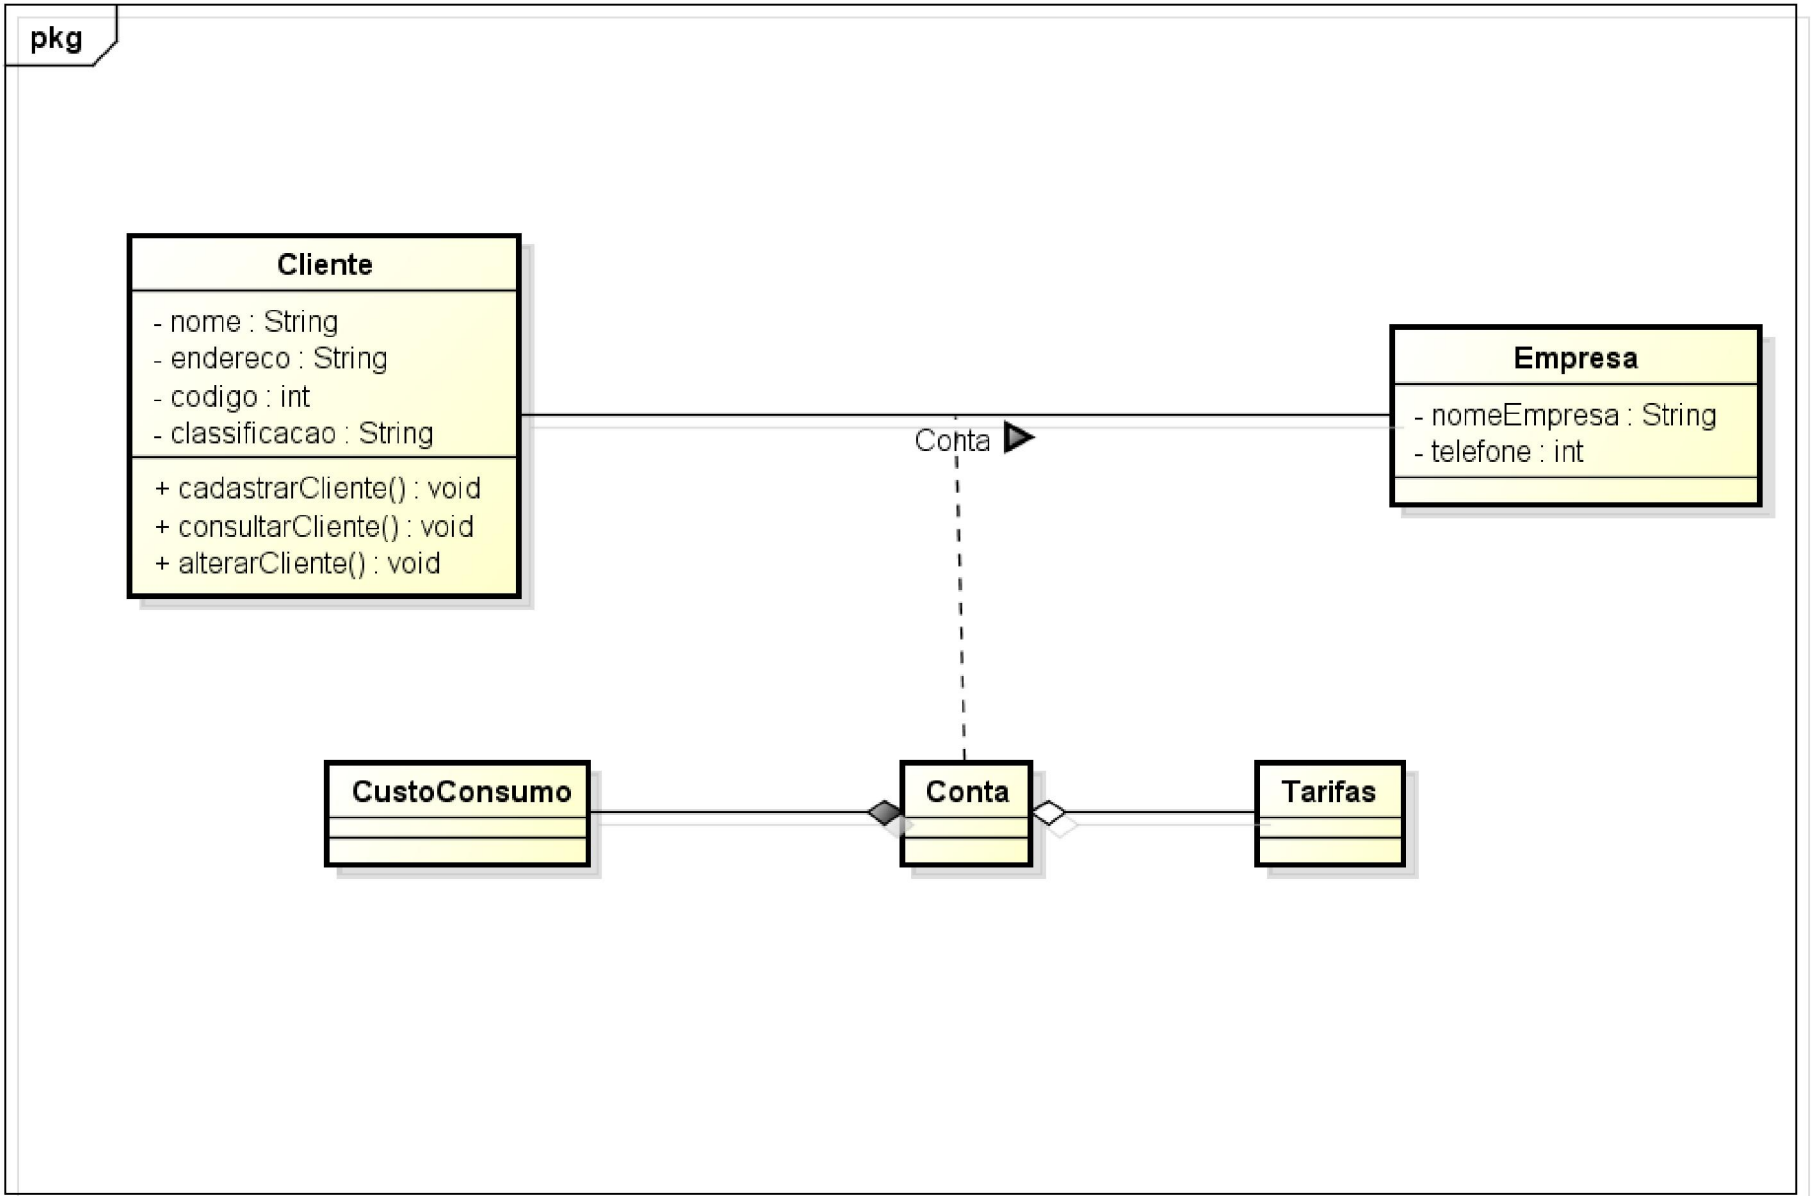 pkg
Cliente
- nome : String
- endereco : String
- codigo : int
- classificacao : String
+ cadastrarCliente() : void
+ consultarCliente() : void
+ alterarCliente() : void
Conta
Empresa
- nomeEmpresa : String
- telefone : int
CustoConsumo
Conta
Tarifas